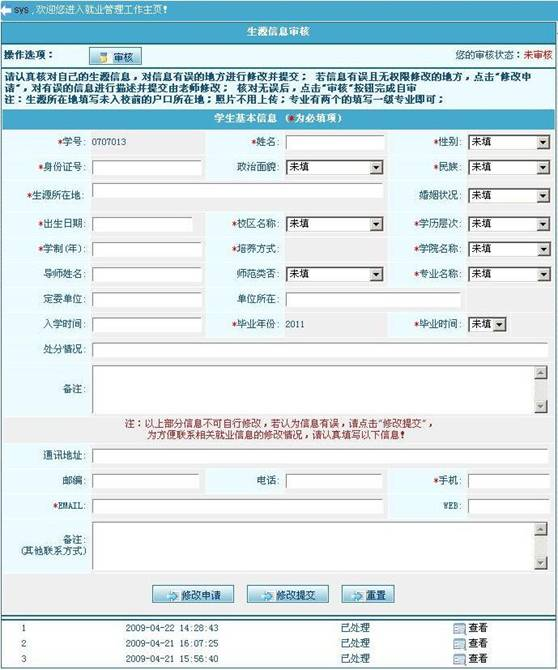 sys,欢迎您进入就业管理工作主页!
生源信息审核
操作选项: 审核 您的审核状态:未审核
请认真核对自己的生源信息,对信息有误的地方进行修改并提交; 若信息有误且无权限修改的地方,点击“修改申
请”,对有误的信息进行描述并提交由老师修改; 核对无误后,点击“审核”按钮完成自审
注:生源所在地填写未入校前的户口所在地;照片不用上传;专业有两个的填写一级专业即可;
学生基本信息 (*为必填项)
*学号: 0707013 *姓名: *性别: 未填
*身份证号: 政治面貌: 未填 *民族: 未填
*生源所在地: 婚姻状况: 未填
*出生日期: *校区名称: 未填 *学历层次: 未填
*学制(年): *培养方式: *学院名称: 未填
导师姓名: 师范类否: 未填 *专业名称: 未填
定委单位: 单位所在:
入学时间: *毕业年份: 2011 *毕业时间: 未填
处分情况:
备注:
注:以上部分信息不可自行修改,若认为信息有误,请点击“修改提交”,
为方便联系相关就业信息的修改情况,请认真填写以下信息!
通讯地址:
邮编: 电话: *手机:
*EMAIL: WEB:
备注:
(其他联系方式)
修改申请 修改提交 重置
1 2009-04-22 14:28:43 已处理 查看
2 2009-04-21 16:07:25 已处理 查看
3 2009-04-21 15:56:40 已处理 查看